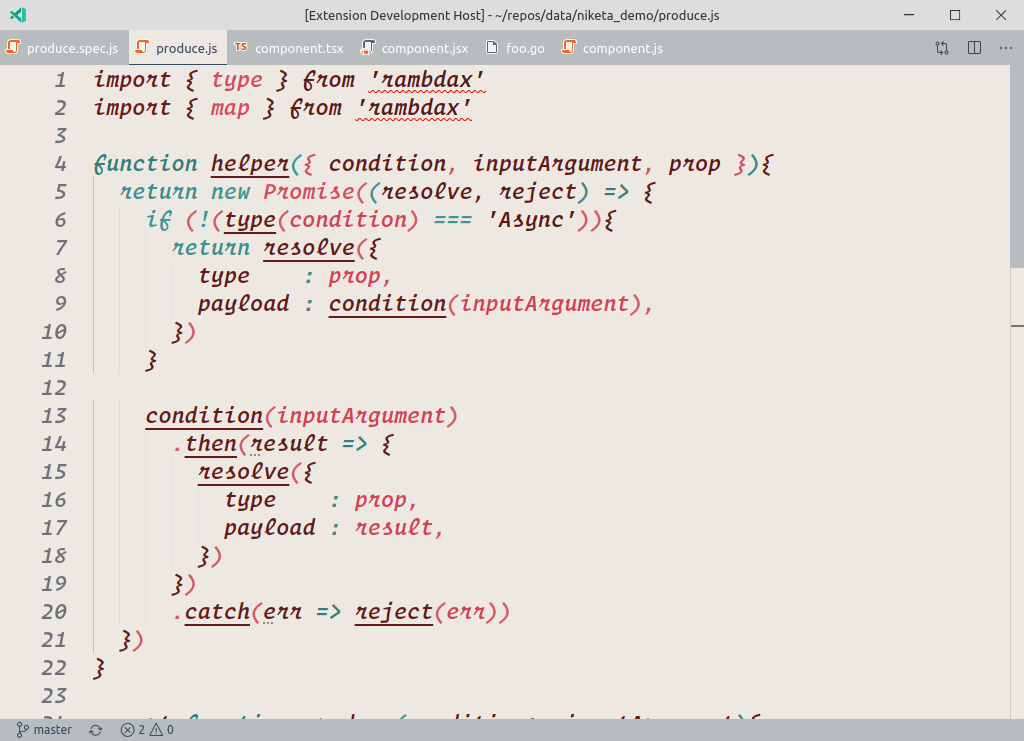 [Extension Development Host] - ~/repos/data/niketa_demo/produce.js
produce.spec.js produce.js TS component.tsx component.jsx foo.go component.js
1 import { type } from 'rambdax'
2 import { map } from 'rambdax'
3
4 function helper({ condition, inputArgument, prop }){
5 return new Promise((resolve, reject) => {
6 if (!(type(condition) === 'Async')){
7 return resolve({
8 type : prop,
9 payload : condition(inputArgument),
10 })
11 }
12
13 condition(inputArgument)
14 .then(result => {
15 resolve({
16 type : prop,
17 payload : result,
18 })
19 })
20 .catch(err => reject(err))
21 })
22 }
23
master 2 0